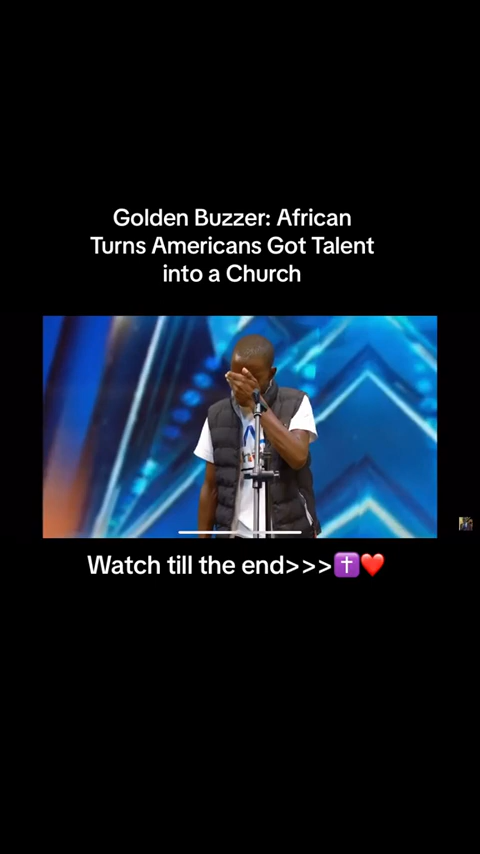 Golden Buzzer: African
Turns Americans Got Talent
into a Church
Watch till the end>>>✝️❤️